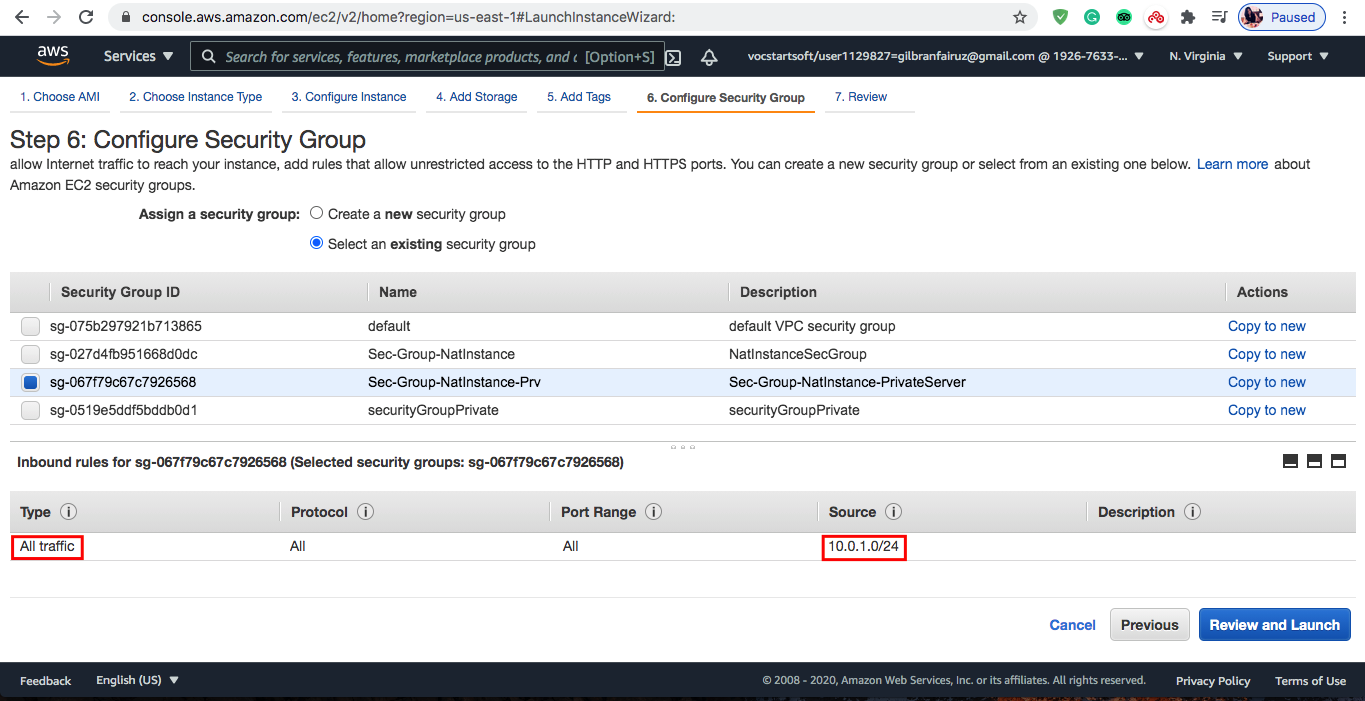 console.aws.amazon.com/ec2/v2/home?region=us-east-1#LaunchInstanceWizard:
Paused
aws
Services
Search for services, features, marketplace products, and d [Option+S]
vocstartsoft/user1129827=gilbranfairuz@gmail.com @ 1926-7633-...
N. Virginia
Support
1. Choose AMI
2. Choose Instance Type
3. Configure Instance
4. Add Storage
5. Add Tags
6. Configure Security Group
7. Review
Step 6: Configure Security Group
allow Internet traffic to reach your instance, add rules that allow unrestricted access to the HTTP and HTTPS ports. You can create a new security group or select from an existing one below. Learn more about
Amazon EC2 security groups.
Assign a security group: Create a new security group
Select an existing security group
Security Group ID Name Description Actions
sg-075b297921b713865 default default VPC security group Copy to new
sg-027d4fb951668d0dc Sec-Group-NatInstance NatInstanceSecGroup Copy to new
sg-067f79c67c7926568 Sec-Group-NatInstance-Prv Sec-Group-NatInstance-PrivateServer Copy to new
sg-0519e5ddf5bddb0d1 securityGroupPrivate securityGroupPrivate Copy to new
Inbound rules for sg-067f79c67c7926568 (Selected security groups: sg-067f79c67c7926568)
Type Protocol Port Range Source Description
All traffic All All 10.0.1.0/24
Cancel Previous Review and Launch
Feedback English (US) © 2008 - 2020, Amazon Web Services, Inc. or its affiliates. All rights reserved. Privacy Policy Terms of Use